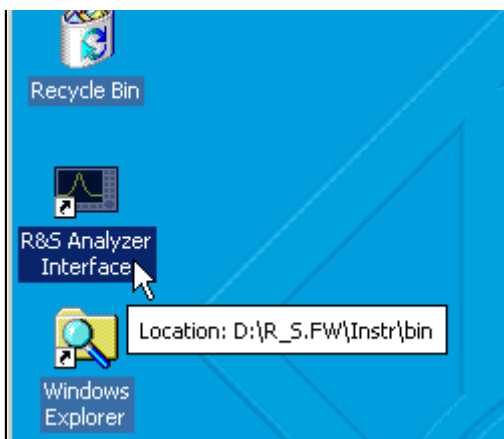 Recycle Bin
R&S Analyzer
Interface
Location: D:\R_S.FW\Instr\bin
Windows
Explorer